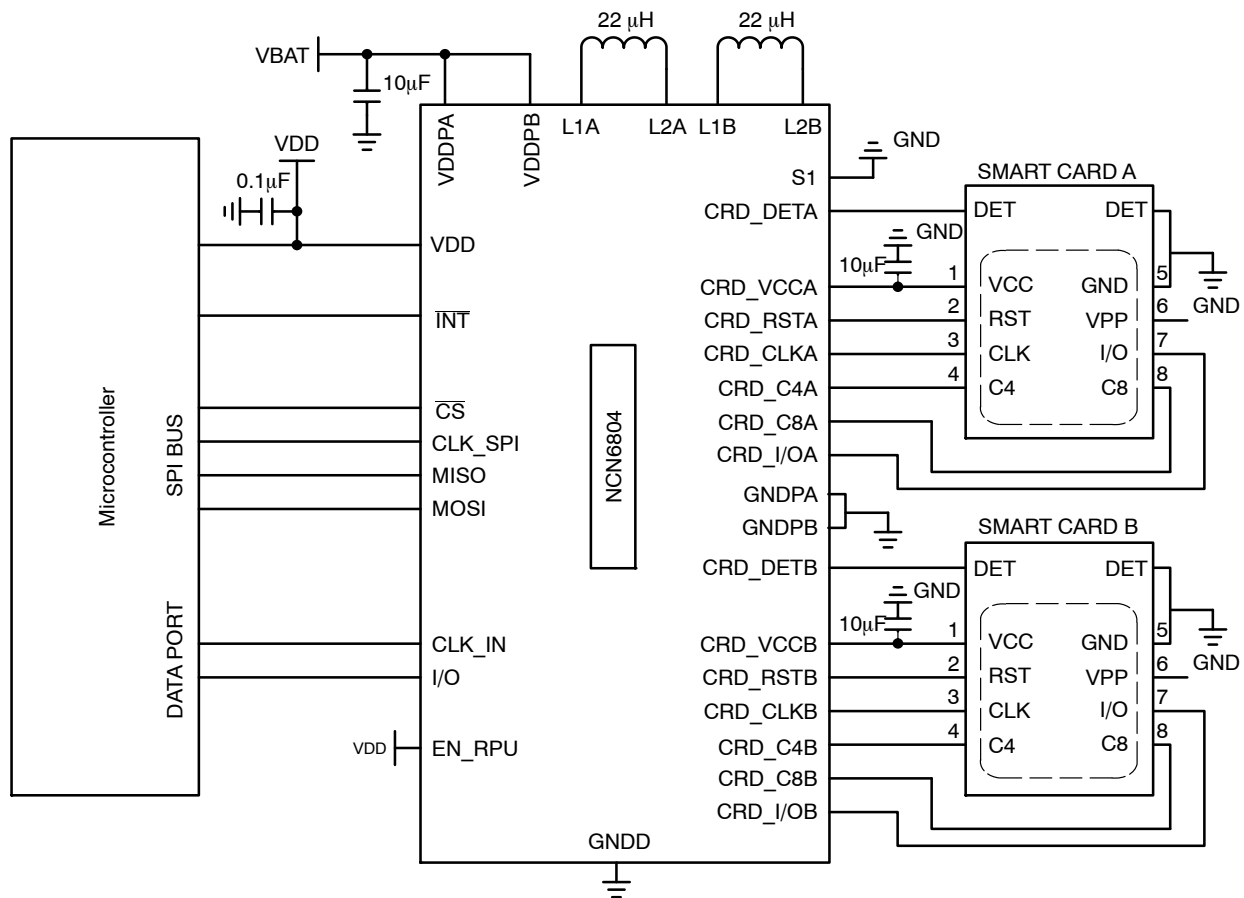 22 μH
22 μH
VBAT
10μF
VDDPA
VDDPB
L1A
L2A
L1B
L2B
VDD
0.1μF
GND
S1
SMART CARD A
CRD_DETA
DET
DET
GND
10μF
VDD
CRD_VCCA
1
VCC
GND
5
GND
INT
CRD_RSTA
2
RST
VPP
6
CRD_CLKA
3
CLK
I/O
7
CRD_C4A
4
C4
C8
8
Microcontroller
SPI BUS
CS
CLK_SPI
MISO
MOSI
NCN6804
CRD_C8A
CRD_I/OA
GNDPA
GNDPB
SMART CARD B
CRD_DETB
DET
DET
GND
10μF
DATA PORT
CLK_IN
I/O
CRD_VCCB
1
VCC
GND
5
GND
CRD_RSTB
2
RST
VPP
6
CRD_CLKB
3
CLK
I/O
7
VDD
EN_RPU
CRD_C4B
4
C4
C8
8
CRD_C8B
CRD_I/OB
GNDD